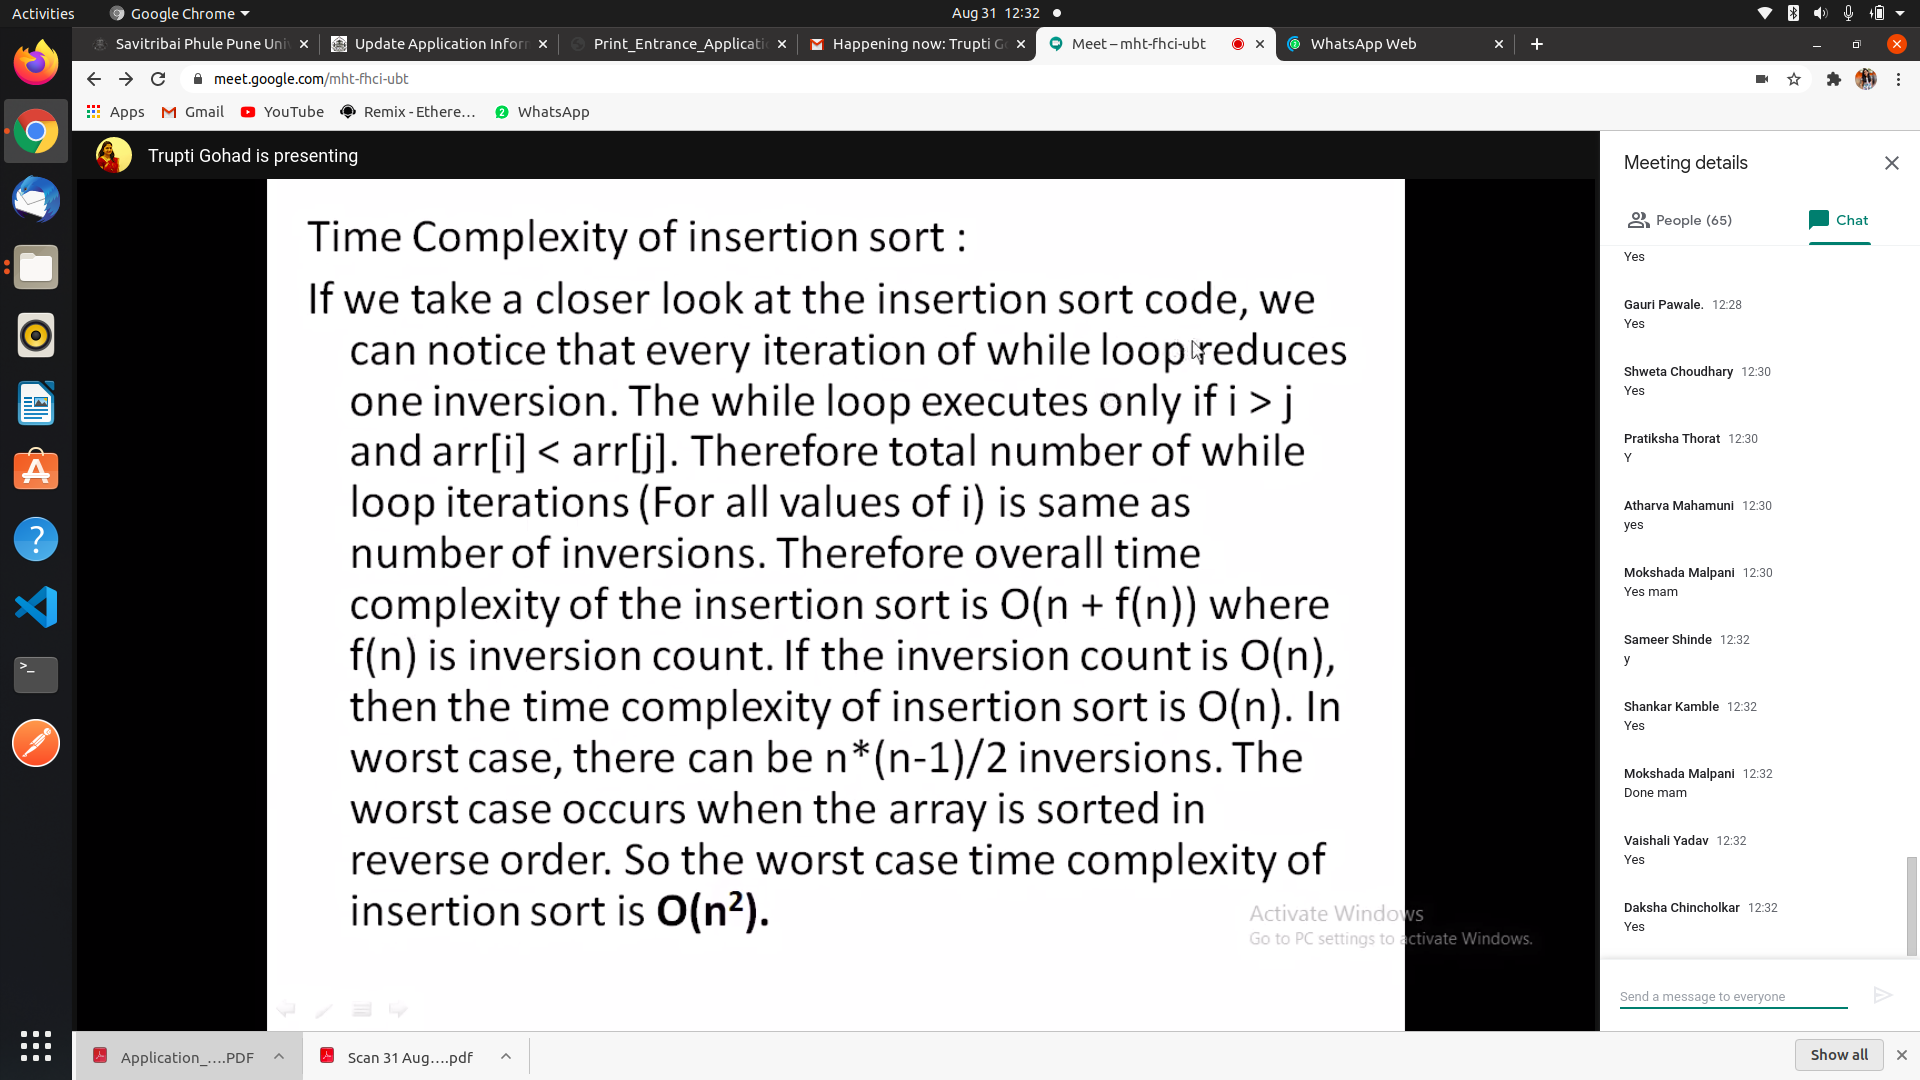 Activities
Google Chrome
Aug 31 12:32
Savitribai Phule Pune Uni
Update Application Infor
Print_Entrance_Applicati
Happening now: Trupti G
Meet – mht-fhci-ubt
WhatsApp Web
meet.google.com/mht-fhci-ubt
Apps
Gmail
YouTube
Remix - Ethere…
WhatsApp
Trupti Gohad is presenting
Time Complexity of insertion sort :
If we take a closer look at the insertion sort code, we
can notice that every iteration of while loop reduces
one inversion. The while loop executes only if i > j
and arr[i] < arr[j]. Therefore total number of while
loop iterations (For all values of i) is same as
number of inversions. Therefore overall time
complexity of the insertion sort is O(n + f(n)) where
f(n) is inversion count. If the inversion count is O(n),
then the time complexity of insertion sort is O(n). In
worst case, there can be n*(n-1)/2 inversions. The
worst case occurs when the array is sorted in
reverse order. So the worst case time complexity of
insertion sort is O(n²).
Activate Windows
Go to PC settings to activate Windows.
Meeting details
People (65)
Chat
Yes
Gauri Pawale. 12:28
Yes
Shweta Choudhary 12:30
Yes
Pratiksha Thorat 12:30
Y
Atharva Mahamuni 12:30
yes
Mokshada Malpani 12:30
Yes mam
Sameer Shinde 12:32
y
Shankar Kamble 12:32
Yes
Mokshada Malpani 12:32
Done mam
Vaishali Yadav 12:32
Yes
Daksha Chincholkar 12:32
Yes
Send a message to everyone
Application_....PDF
Scan 31 Aug....pdf
Show all